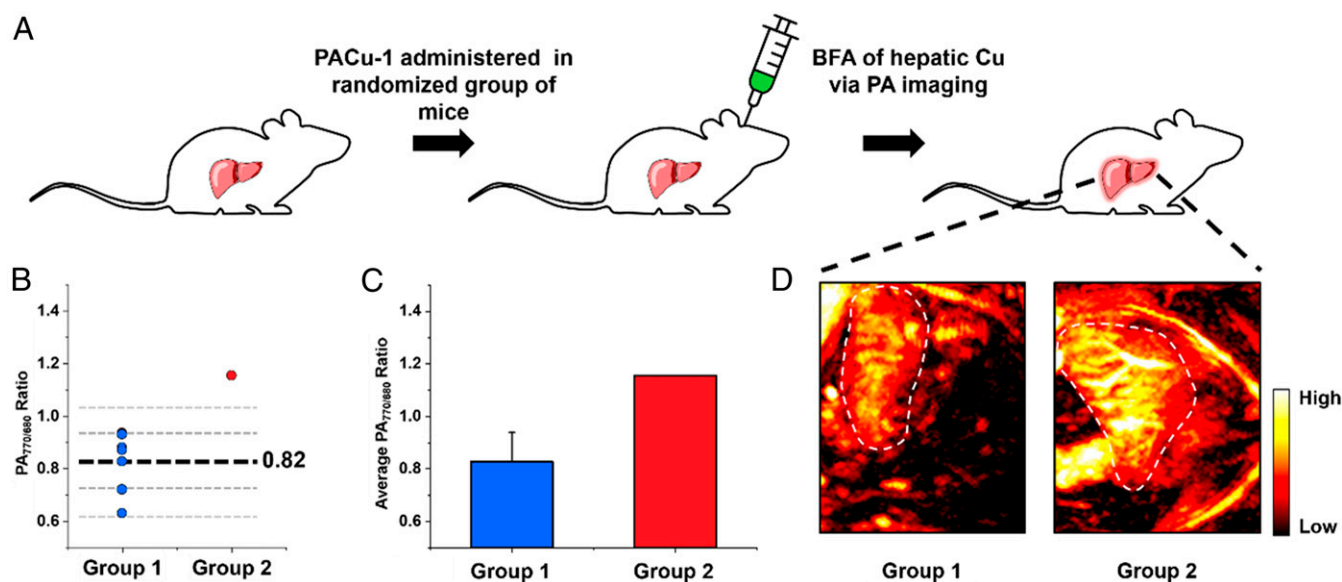 A
PACu-1 administered in
randomized group of
mice
BFA of hepatic Cu
via PA imaging
B
PA770/680 Ratio
1.4
1.2
1.0
0.8
0.6
0.82
Group 1 Group 2
C
Average PA770/680 Ratio
1.4
1.2
1.0
0.8
0.6
Group 1 Group 2
D
High
Low
Group 1 Group 2